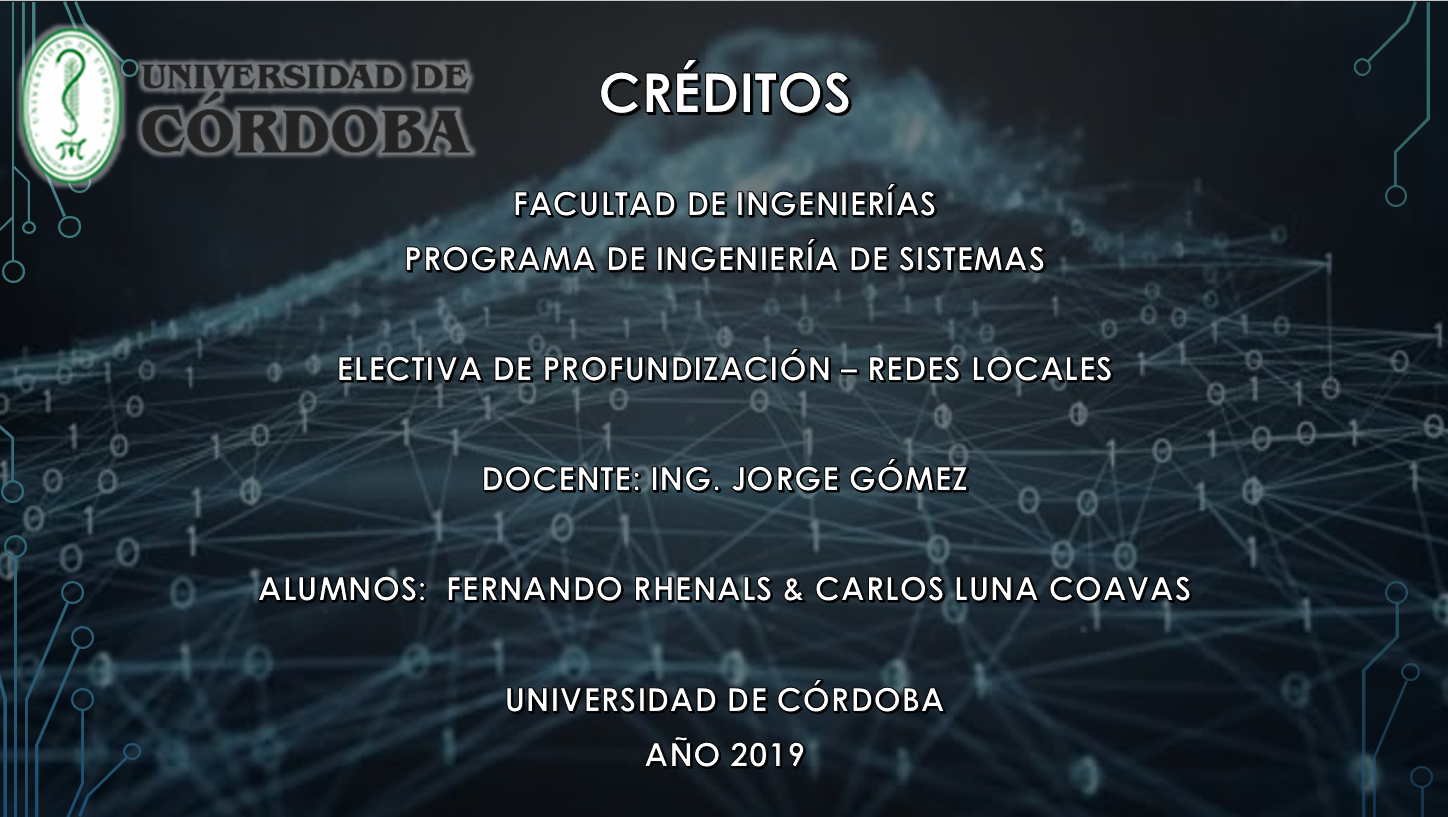 UNIVERSIDAD DE
CÓRDOBA
CRÉDITOS
FACULTAD DE INGENIERÍAS
PROGRAMA DE INGENIERÍA DE SISTEMAS
ELECTIVA DE PROFUNDIZACIÓN – REDES LOCALES
DOCENTE: ING. JORGE GÓMEZ
ALUMNOS:  FERNANDO RHENALS & CARLOS LUNA COAVAS
UNIVERSIDAD DE CÓRDOBA
AÑO 2019